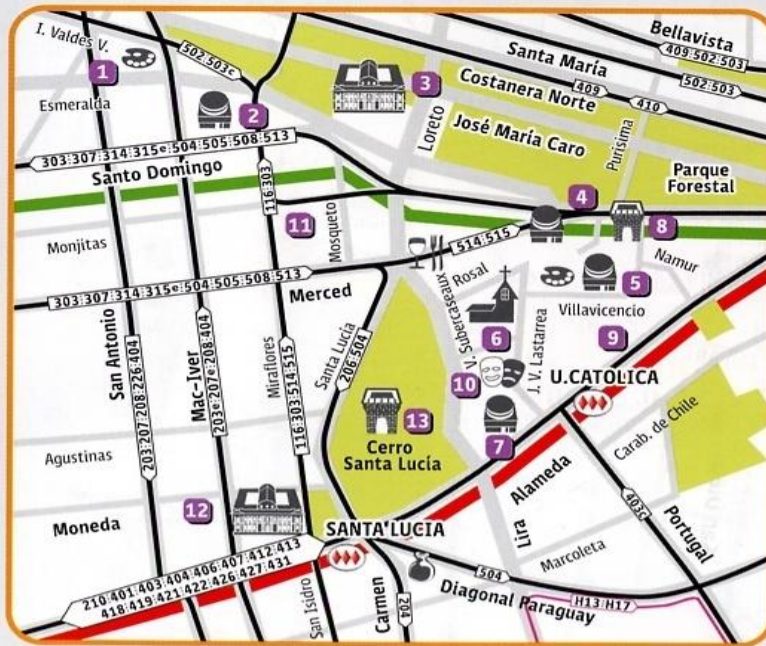 Bellavista
409·502·503
I. Valdes V.
502·503c
Santa María
502·503
1
3
Costanera Norte
409
410
Esmeralda
2
Loreto
José María Caro
Purísima
Parque
Forestal
303·307·314·315e·504·505·508·513
Santo Domingo
116·303
4
11
Mosqueto
8
514·515
Monjitas
Namur
Rosal
5
303·307·314·315e·504·505·508·513
Merced
Villavicencio
V. Subercaseaux
6
J. V. Lastarrea
9
San Antonio
Mac-Iver
Miraflores
Santa Lucía
206·504
10
U.CATOLICA
203·207·208·226·404
203e·207e·208·404
116·303·514·515
13
Cerro
Santa Lucía
7
Carab. de Chile
Agustinas
Alameda
403c
Portugal
12
Moneda
SANTA LUCIA
Lira
Marcoleta
210·401·403·404·406·407·412·413
418·419·421·422·426·427·431
504
San Isidro
Carmen
204
Diagonal Paraguay
H13·H17